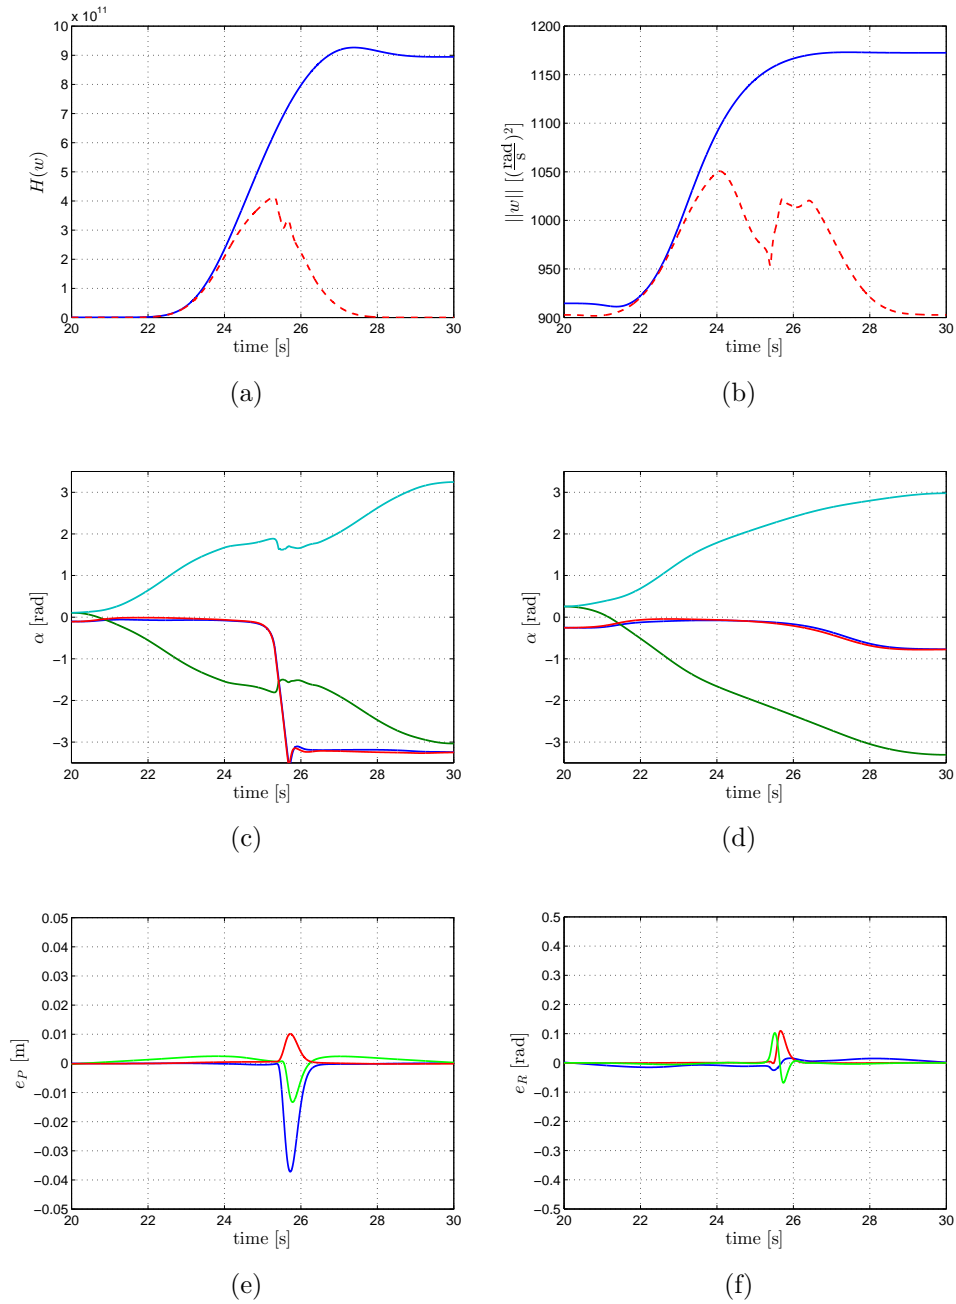 x 10^11
10
9
8
7
6
5
4
3
2
1
0
H(w)
20 22 24 26 28 30
time [s]
(a)
1200
1150
1100
1050
1000
950
900
||w|| [(rad/s)^2]
20 22 24 26 28 30
time [s]
(b)
3
2
1
0
−1
−2
−3
α [rad]
20 22 24 26 28 30
time [s]
(c)
3
2
1
0
−1
−2
−3
α [rad]
20 22 24 26 28 30
time [s]
(d)
0.05
0.04
0.03
0.02
0.01
0
−0.01
−0.02
−0.03
−0.04
−0.05
e_P [m]
20 22 24 26 28 30
time [s]
(e)
0.5
0.4
0.3
0.2
0.1
0
−0.1
−0.2
−0.3
−0.4
−0.5
e_R [rad]
20 22 24 26 28 30
time [s]
(f)